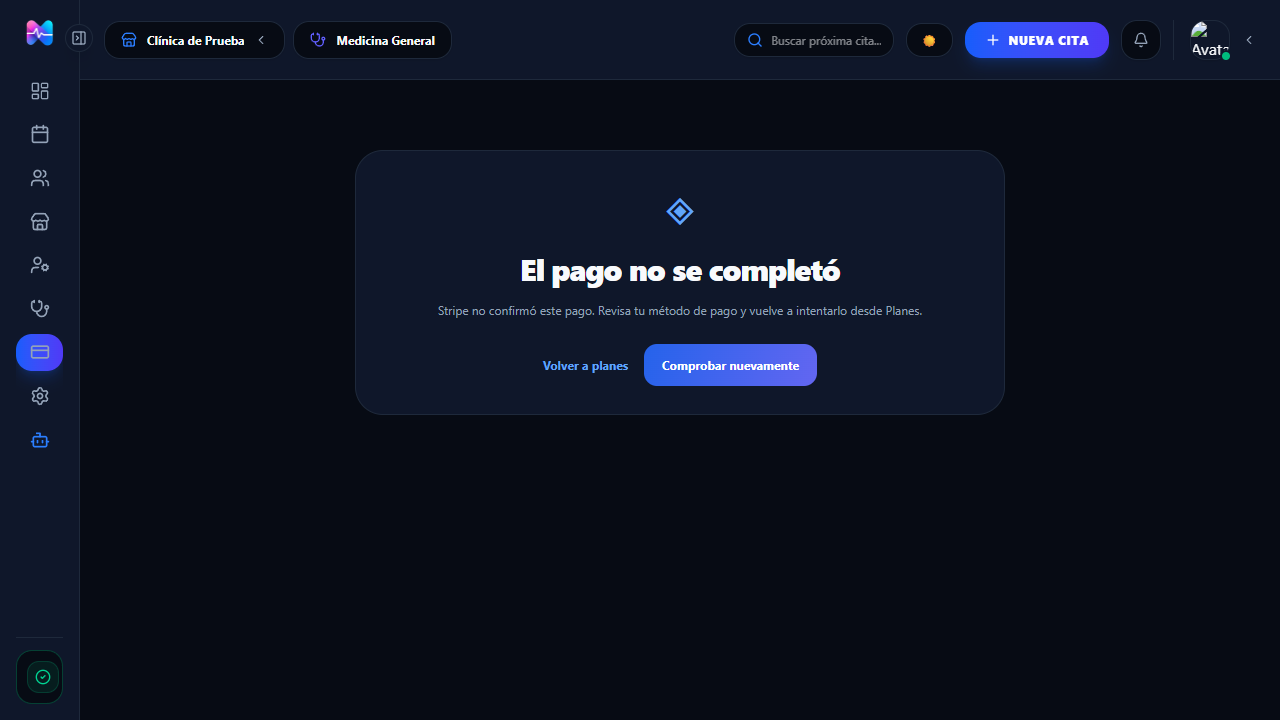 Clínica de Prueba
Medicina General
Buscar próxima cita...
NUEVA CITA
Avata
El pago no se completó
Stripe no confirmó este pago. Revisa tu método de pago y vuelve a intentarlo desde Planes.
Volver a planes
Comprobar nuevamente